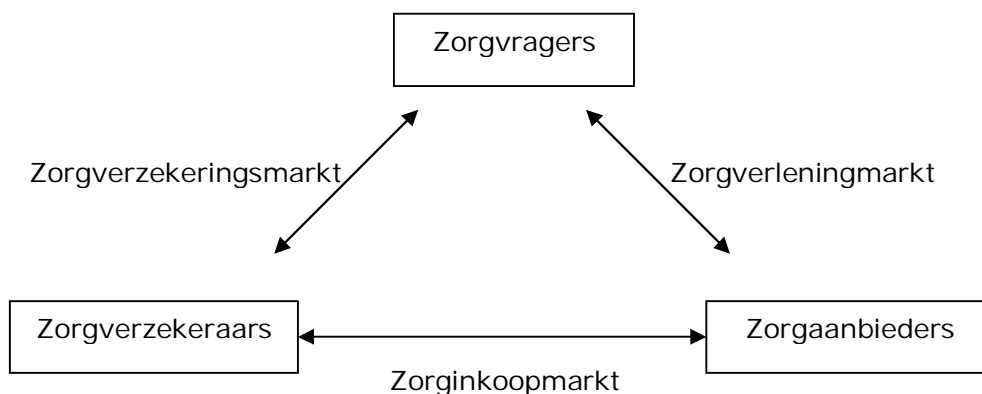 Zorgvragers
Zorgverzekeringsmarkt
Zorgverleningmarkt
Zorgverzekeraars
Zorgaanbieders
Zorginkoopmarkt